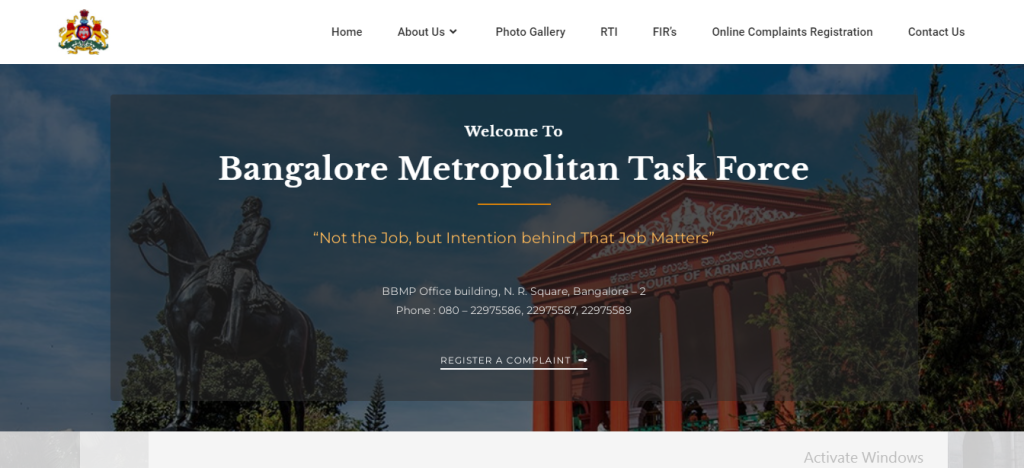 Home About Us Photo Gallery RTI FIR's Online Complaints Registration Contact Us
Welcome To
Bangalore Metropolitan Task Force
“Not the Job, but Intention behind That Job Matters”
COURT OF KARNATAKA
BBMP Office building, N. R. Square, Bangalore – 2
Phone : 080 – 22975586, 22975587, 22975589
REGISTER A COMPLAINT
Activate Windows